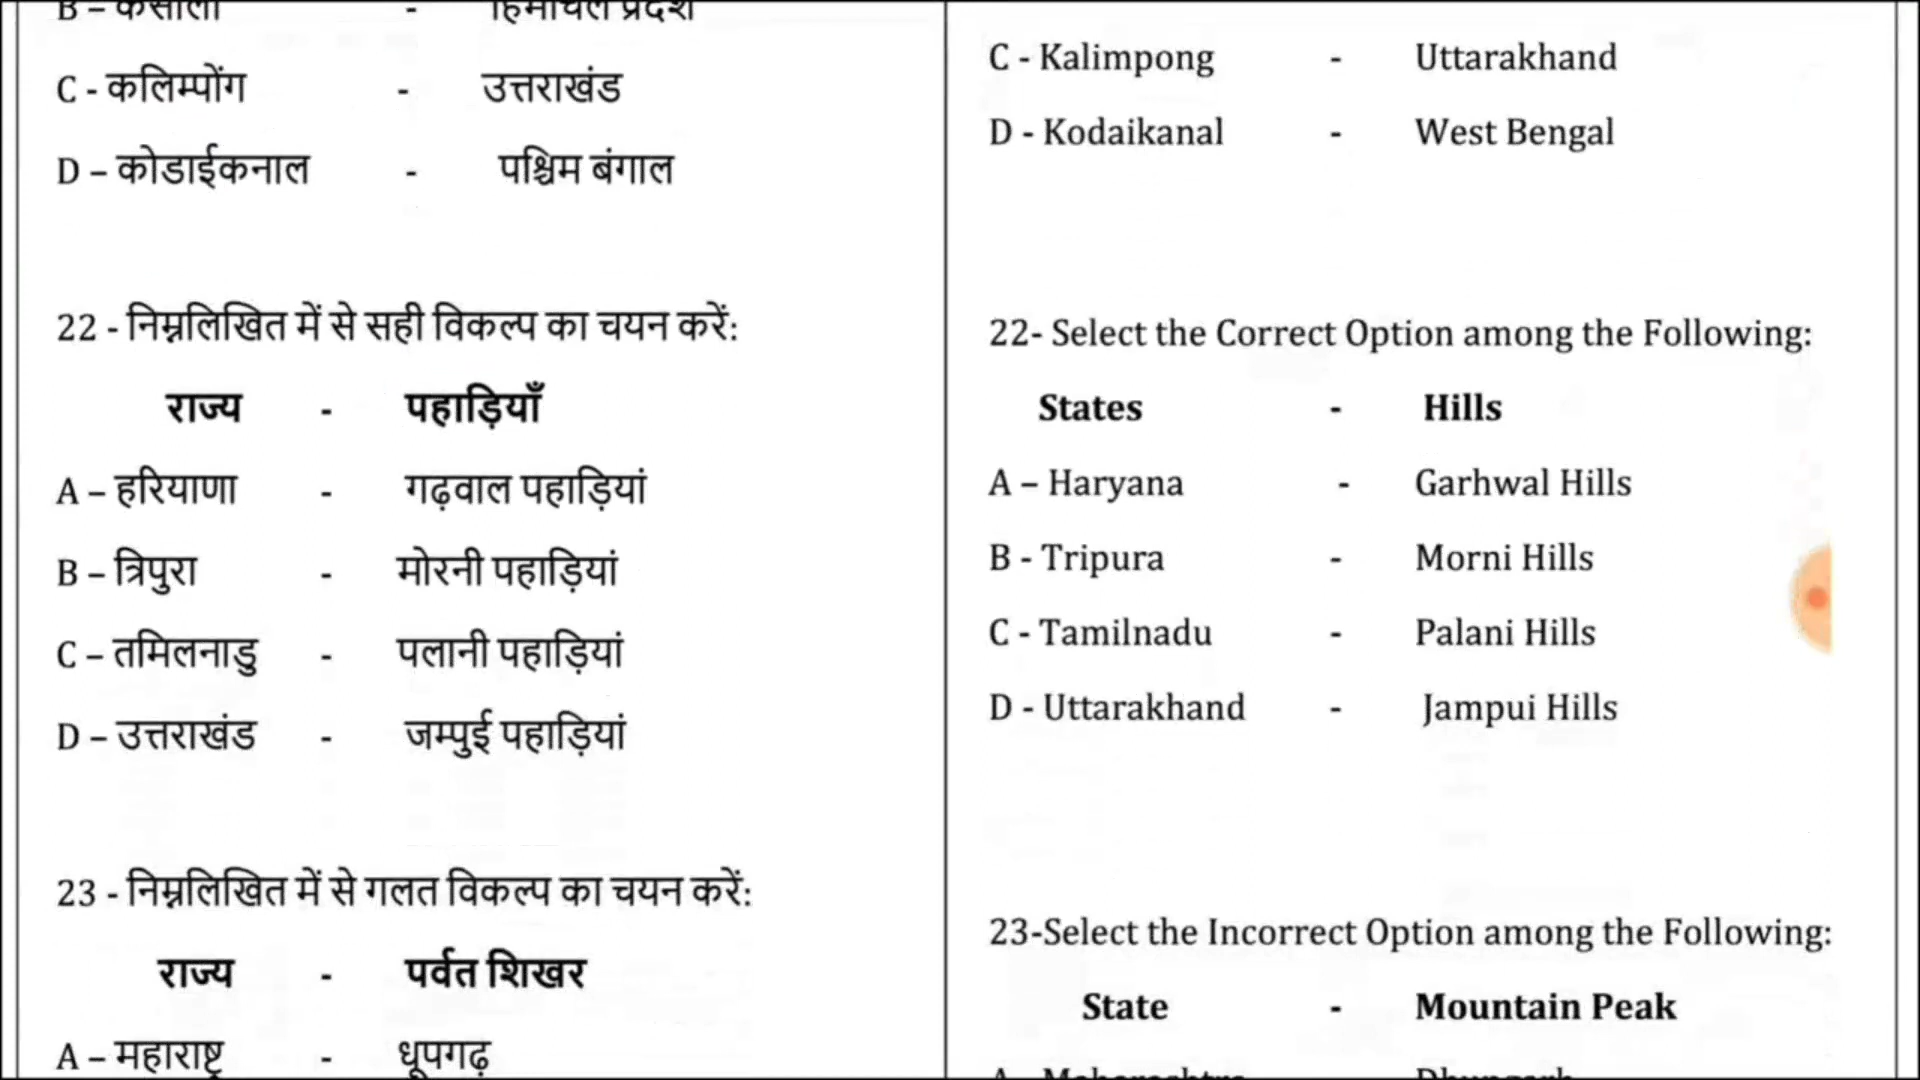 B – कसौली - हिमाचल प्रदेश
C - कलिम्पोंग - उत्तराखंड
D – कोडाईकनाल - पश्चिम बंगाल
22 - निम्नलिखित में से सही विकल्प का चयन करें:
राज्य - पहाड़ियाँ
A – हरियाणा - गढ़वाल पहाड़ियां
B – त्रिपुरा - मोरनी पहाड़ियां
C – तमिलनाडु - पलानी पहाड़ियां
D – उत्तराखंड - जम्पुई पहाड़ियां
23 - निम्नलिखित में से गलत विकल्प का चयन करें:
राज्य - पर्वत शिखर
A – महाराष्ट्र - धूपगढ़
C - Kalimpong - Uttarakhand
D - Kodaikanal - West Bengal
22- Select the Correct Option among the Following:
States - Hills
A – Haryana - Garhwal Hills
B - Tripura - Morni Hills
C - Tamilnadu - Palani Hills
D - Uttarakhand - Jampui Hills
23-Select the Incorrect Option among the Following:
State - Mountain Peak